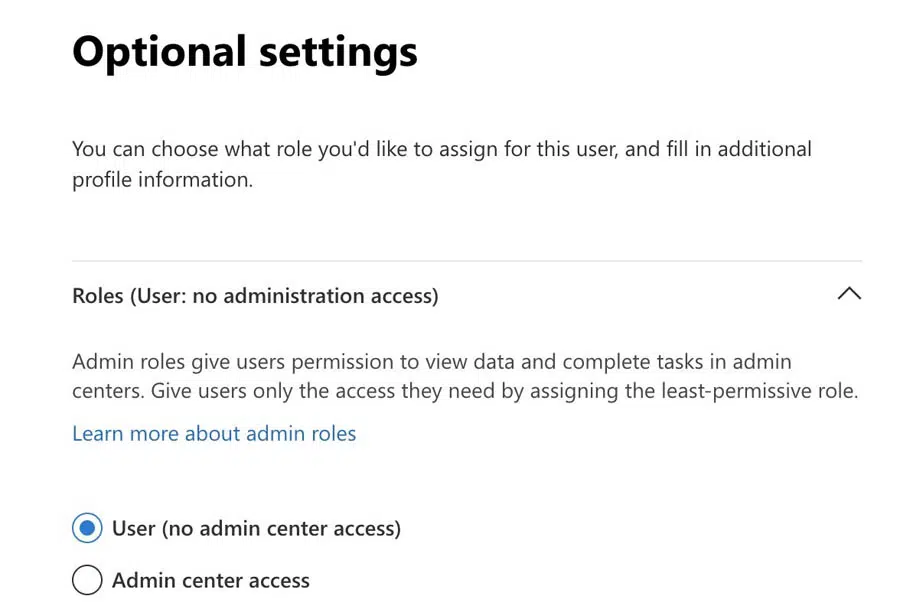 Optional settings
You can choose what role you'd like to assign for this user, and fill in additional
profile information.
Roles (User: no administration access)
Admin roles give users permission to view data and complete tasks in admin
centers. Give users only the access they need by assigning the least-permissive role.
Learn more about admin roles
User (no admin center access)
Admin center access